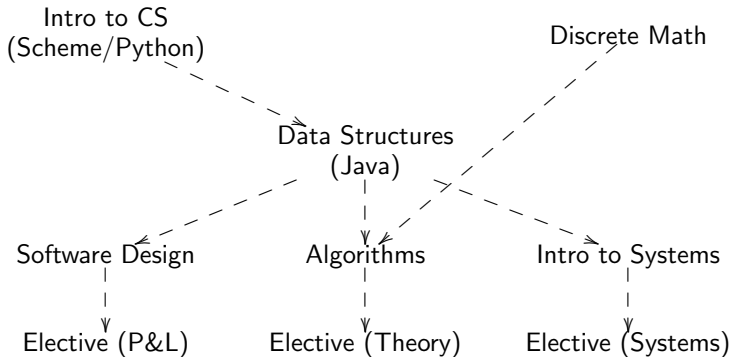 Intro to CS
(Scheme/Python)
Discrete Math
Data Structures
(Java)
Software Design
Algorithms
Intro to Systems
Elective (P&L)
Elective (Theory)
Elective (Systems)